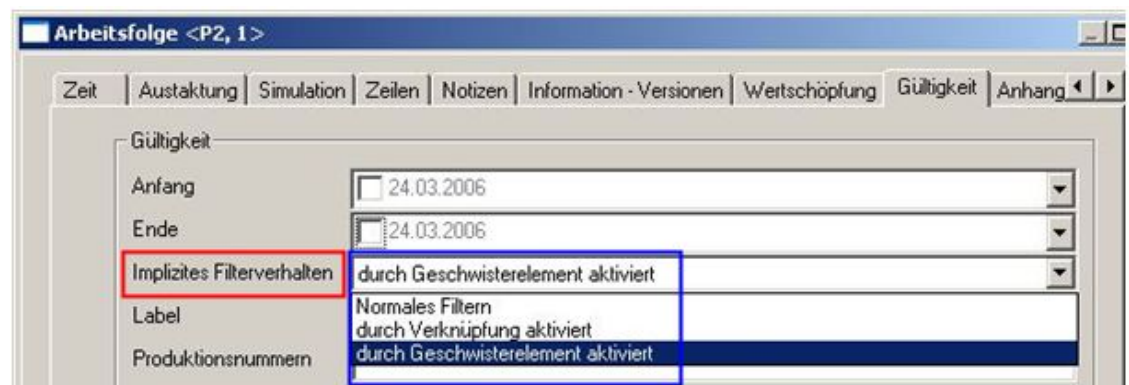 Arbeitsfolge <P2, 1>
Zeit Austaktung Simulation Zeilen Notizen Information - Versionen Wertschöpfung Gültigkeit Anhang
Gültigkeit
Anfang 24.03.2006
Ende 24.03.2006
Implizites Filterverhalten durch Geschwisterelement aktiviert
Label Normales Filtern
durch Verknüpfung aktiviert
Produktionsnummern durch Geschwisterelement aktiviert